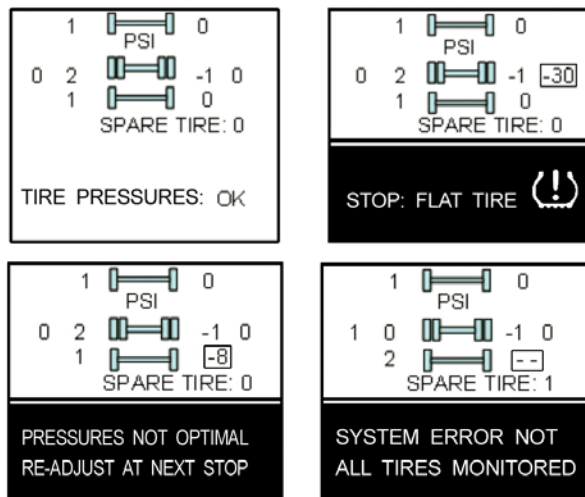 1 0
PSI
0 2 -1 0
1 0
SPARE TIRE: 0
TIRE PRESSURES: OK
1 0
PSI
0 2 -1 -30
1 0
SPARE TIRE: 0
STOP: FLAT TIRE (!)
1 0
PSI
0 2 -1 0
1 -8
SPARE TIRE: 0
PRESSURES NOT OPTIMAL
RE-ADJUST AT NEXT STOP
1 0
PSI
1 0 -1 0
2 --
SPARE TIRE: 1
SYSTEM ERROR NOT
ALL TIRES MONITORED